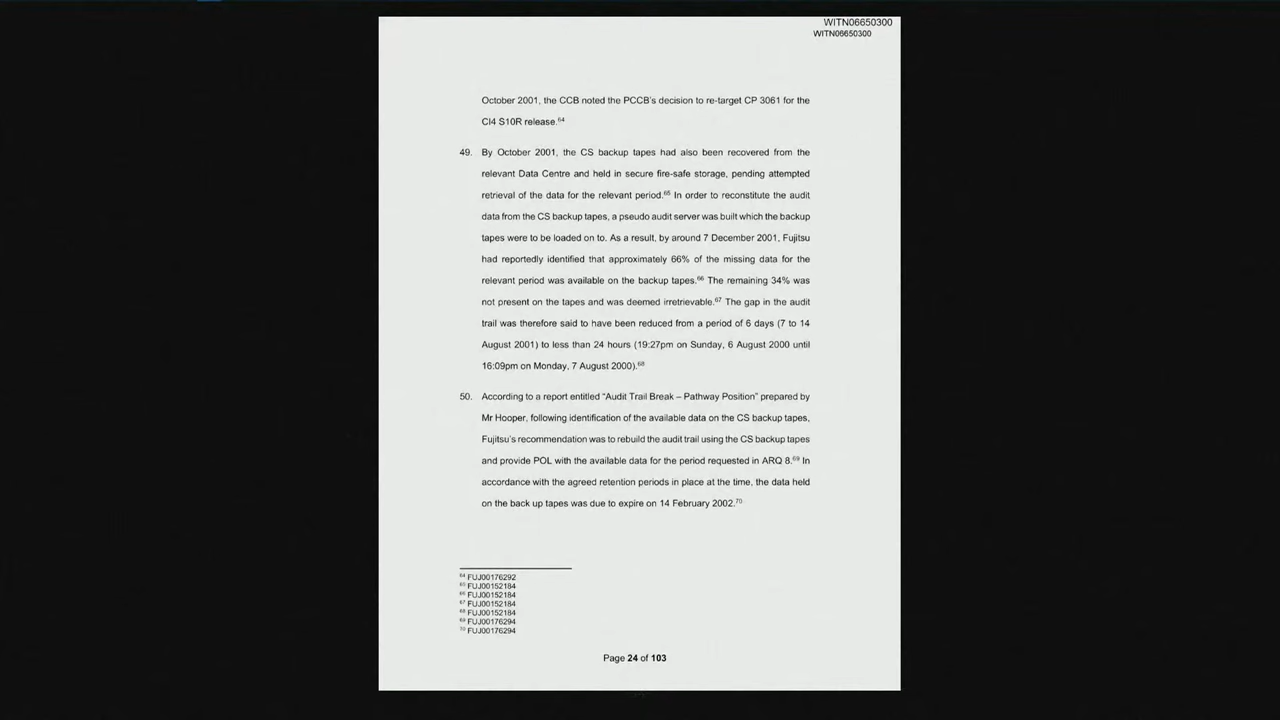 WITN06650300
WITN06650300
October 2001, the CCB noted the PCCB's decision to re-target CP 3061 for the
CI4 S10R release.64
49. By October 2001, the CS backup tapes had also been recovered from the
relevant Data Centre and held in secure fire-safe storage, pending attempted
retrieval of the data for the relevant period.65 In order to reconstitute the audit
data from the CS backup tapes, a pseudo audit server was built which the backup
tapes were to be loaded on to. As a result, by around 7 December 2001, Fujitsu
had reportedly identified that approximately 66% of the missing data for the
relevant period was available on the backup tapes.66 The remaining 34% was
not present on the tapes and was deemed irretrievable.67 The gap in the audit
trail was therefore said to have been reduced from a period of 6 days (7 to 14
August 2001) to less than 24 hours (19:27pm on Sunday, 6 August 2000 until
16:09pm on Monday, 7 August 2000).68
50. According to a report entitled “Audit Trail Break – Pathway Position” prepared by
Mr Hooper, following identification of the available data on the CS backup tapes,
Fujitsu's recommendation was to rebuild the audit trail using the CS backup tapes
and provide POL with the available data for the period requested in ARQ 8.69 In
accordance with the agreed retention periods in place at the time, the data held
on the back up tapes was due to expire on 14 February 2002.70
64 FUJ00176292
65 FUJ00152184
66 FUJ00152184
67 FUJ00152184
68 FUJ00152184
69 FUJ00176294
70 FUJ00176294
Page 24 of 103